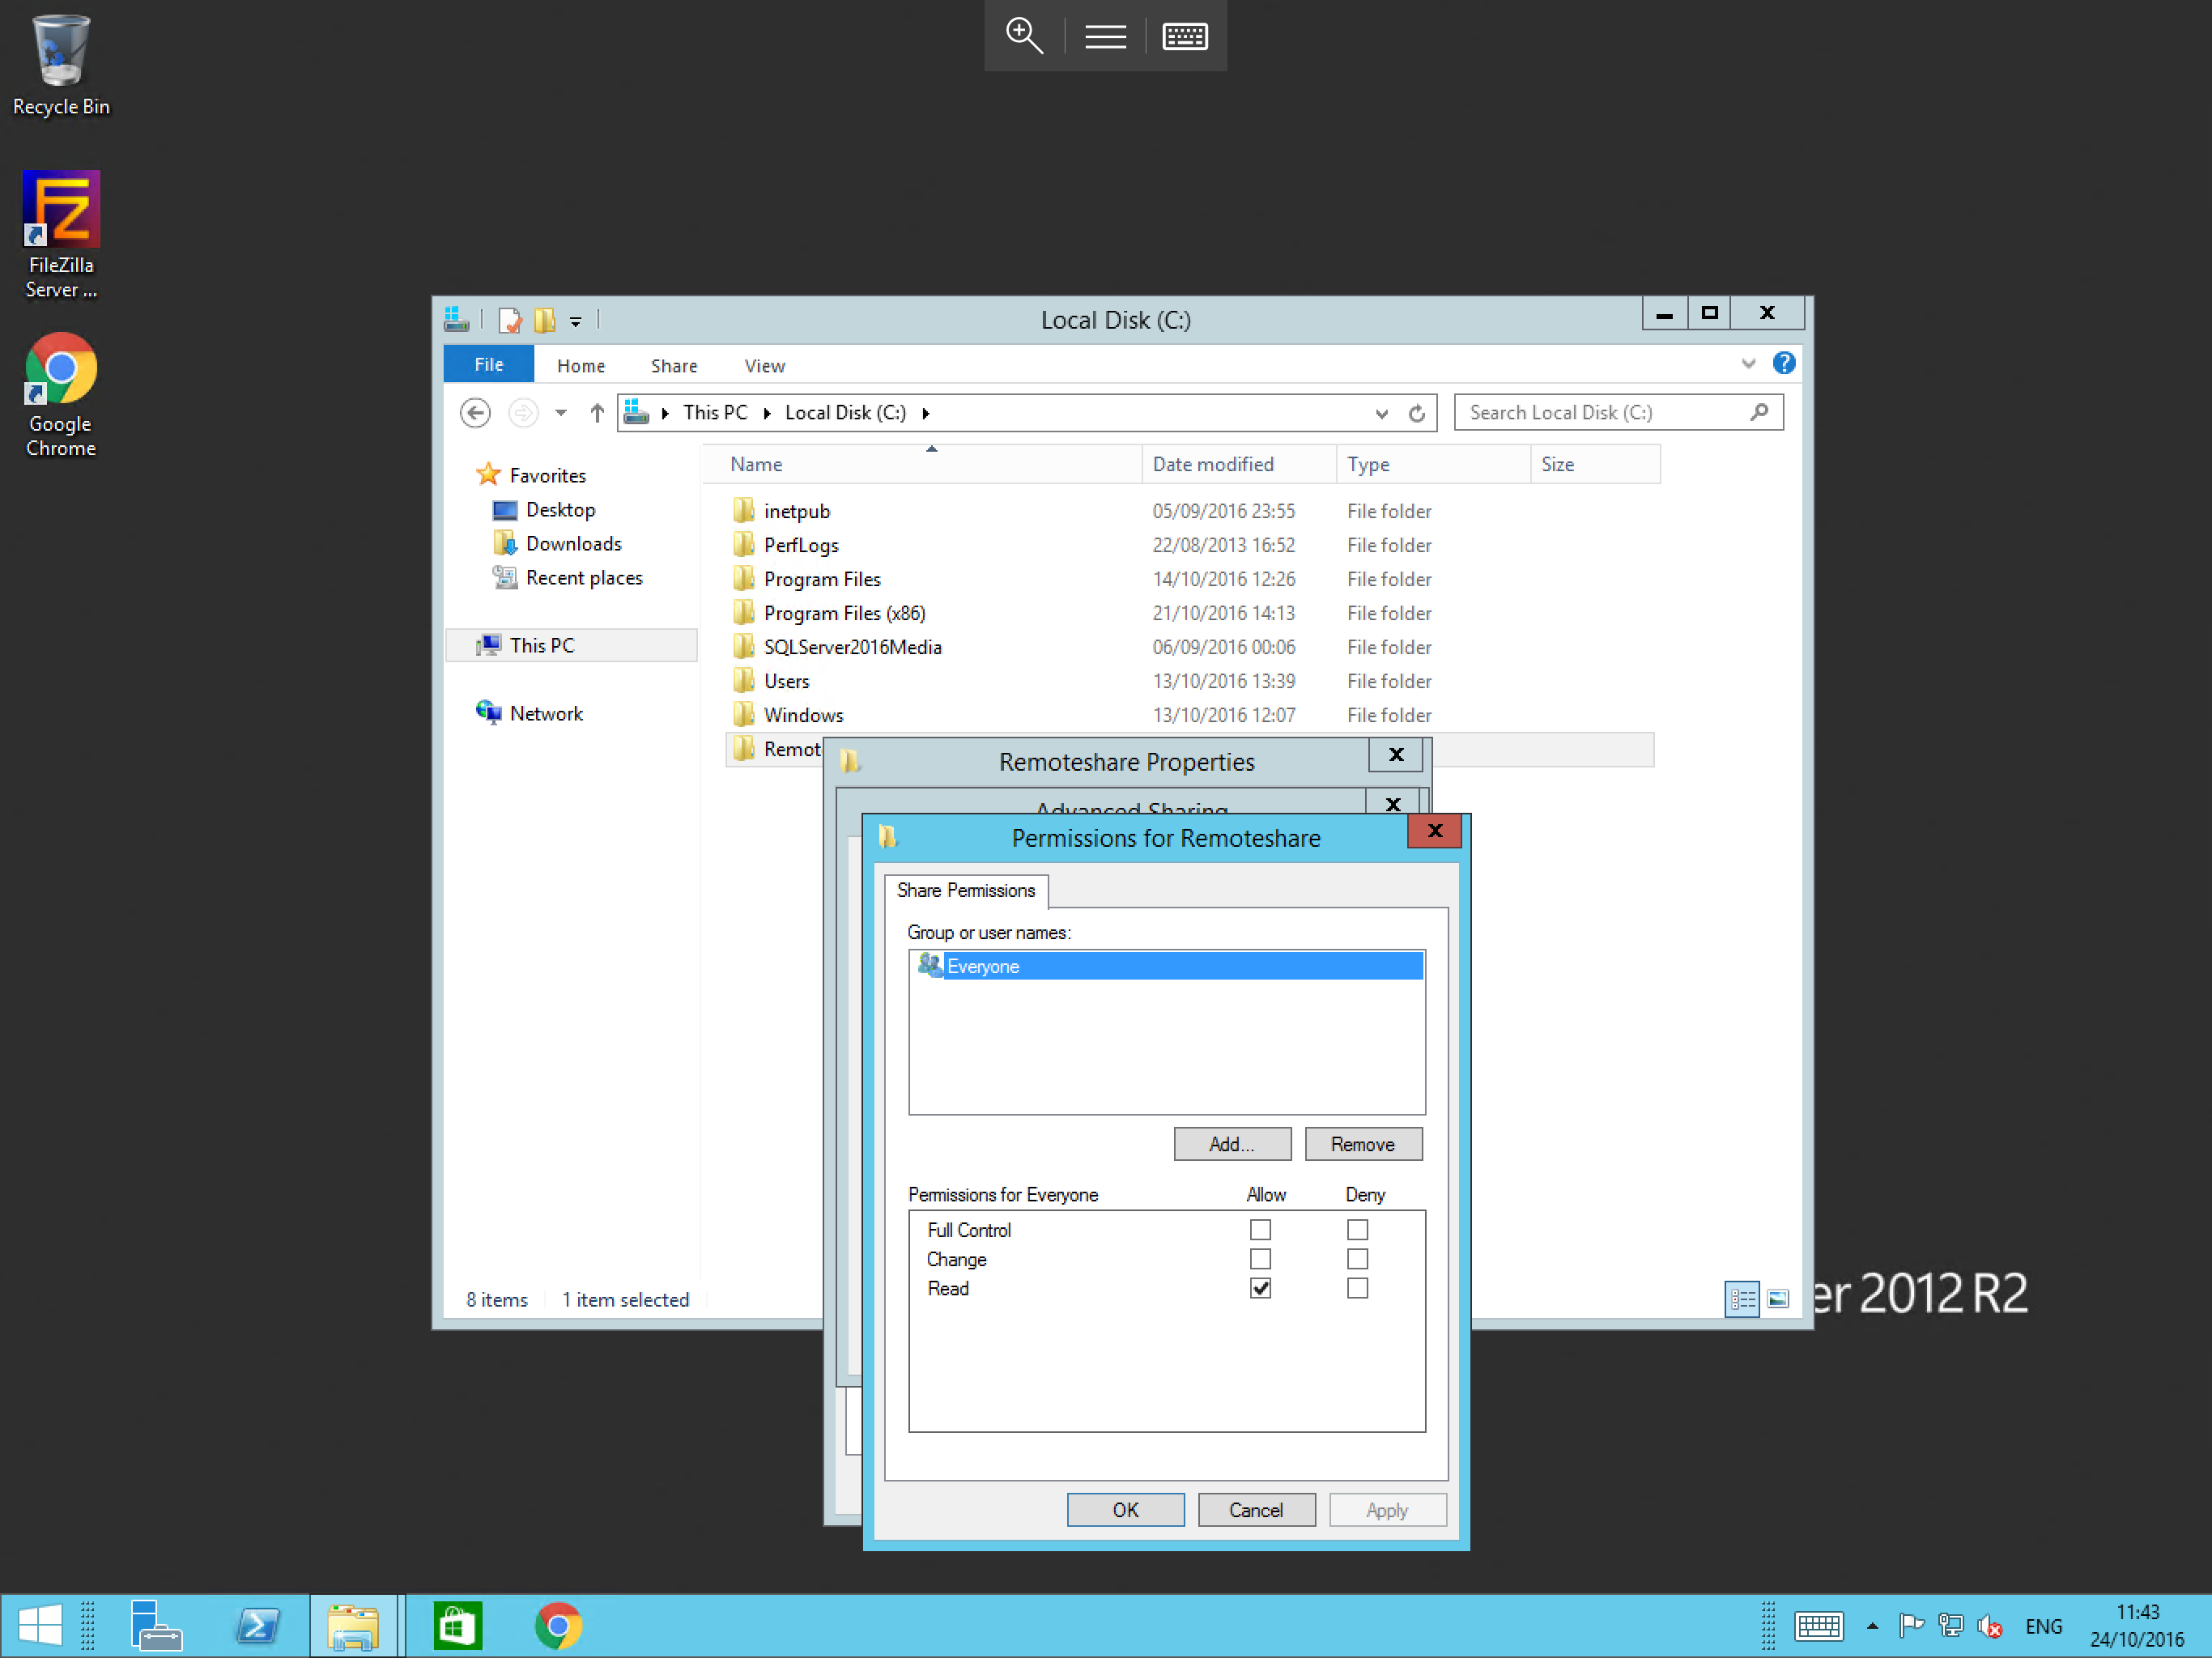 Recycle Bin
FileZilla
Server ...
Google
Chrome
Local Disk (C:)
File
Home
Share
View
This PC
Local Disk (C:)
Search Local Disk (C:)
Name
Date modified
Type
Size
Favorites
Desktop
Downloads
Recent places
This PC
Network
inetpub 05/09/2016 23:55 File folder
PerfLogs 22/08/2013 16:52 File folder
Program Files 14/10/2016 12:26 File folder
Program Files (x86) 21/10/2016 14:13 File folder
SQLServer2016Media 06/09/2016 00:06 File folder
Users 13/10/2016 13:39 File folder
Windows 13/10/2016 12:07 File folder
Remot
8 items 1 item selected
Remoteshare Properties
Advanced Sharing
Permissions for Remoteshare
Share Permissions
Group or user names:
Everyone
Add...
Remove
Permissions for Everyone Allow Deny
Full Control
Change
Read
OK
Cancel
Apply
er 2012 R2
ENG
11:43
24/10/2016